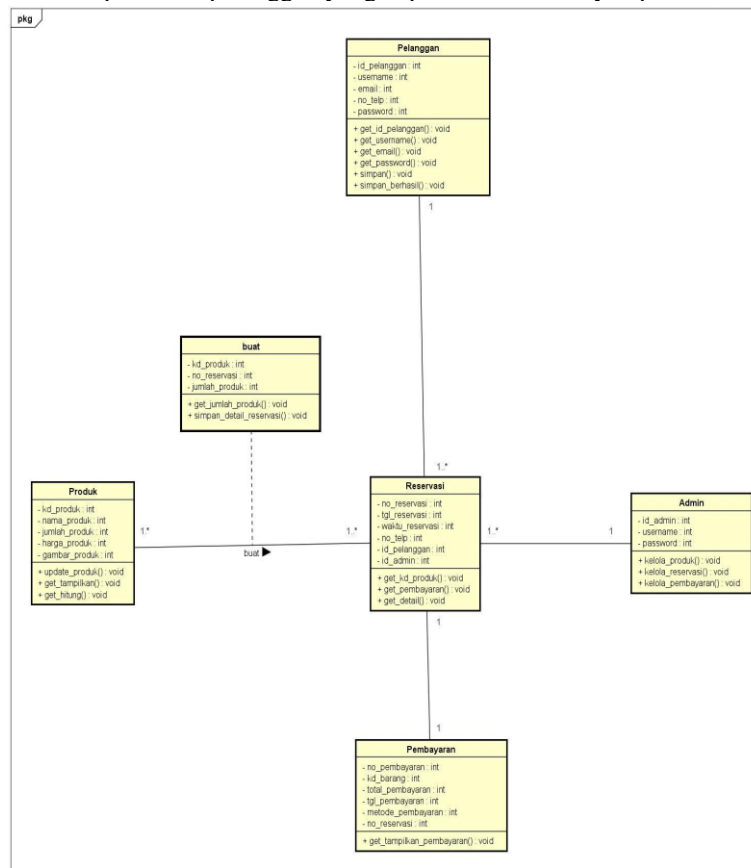 pkg
Pelanggan
- id_pelanggan : int
- username : int
- email : int
- no_telp : int
- password : int
+ get_id_pelanggan() : void
+ get_username() : void
+ get_email() : void
+ get_password() : void
+ simpan() : void
+ simpan_berhasil() : void
1
buat
- kd_produk : int
- no_reservasi : int
- jumlah_produk : int
+ get_jumlah_produk() : void
+ simpan_detail_reservasi() : void
1..*
Produk
- kd_produk : int
- nama_produk : int
- jumlah_produk : int
- harga_produk : int
- gambar_produk : int
+ update_produk() : void
+ get_tampilkan() : void
+ get_hitung() : void
1..*
1..*
buat
Reservasi
- no_reservasi : int
- tgl_reservasi : int
- waktu_reservasi : int
- no_telp : int
- id_pelanggan : int
- id_admin : int
+ get_kd_produk() : void
+ get_pembayaran() : void
+ get_detail() : void
1..*
1
Admin
- id_admin : int
- username : int
- password : int
+ kelola_produk() : void
+ kelola_reservasi() : void
+ kelola_pembayaran() : void
1
1
Pembayaran
- no_pembayaran : int
- kd_barang : int
- total_pembayaran : int
- tgl_pembayaran : int
- metode_pembayaran : int
- no_reservasi : int
+ get_tampilkan_pembayaran() : void